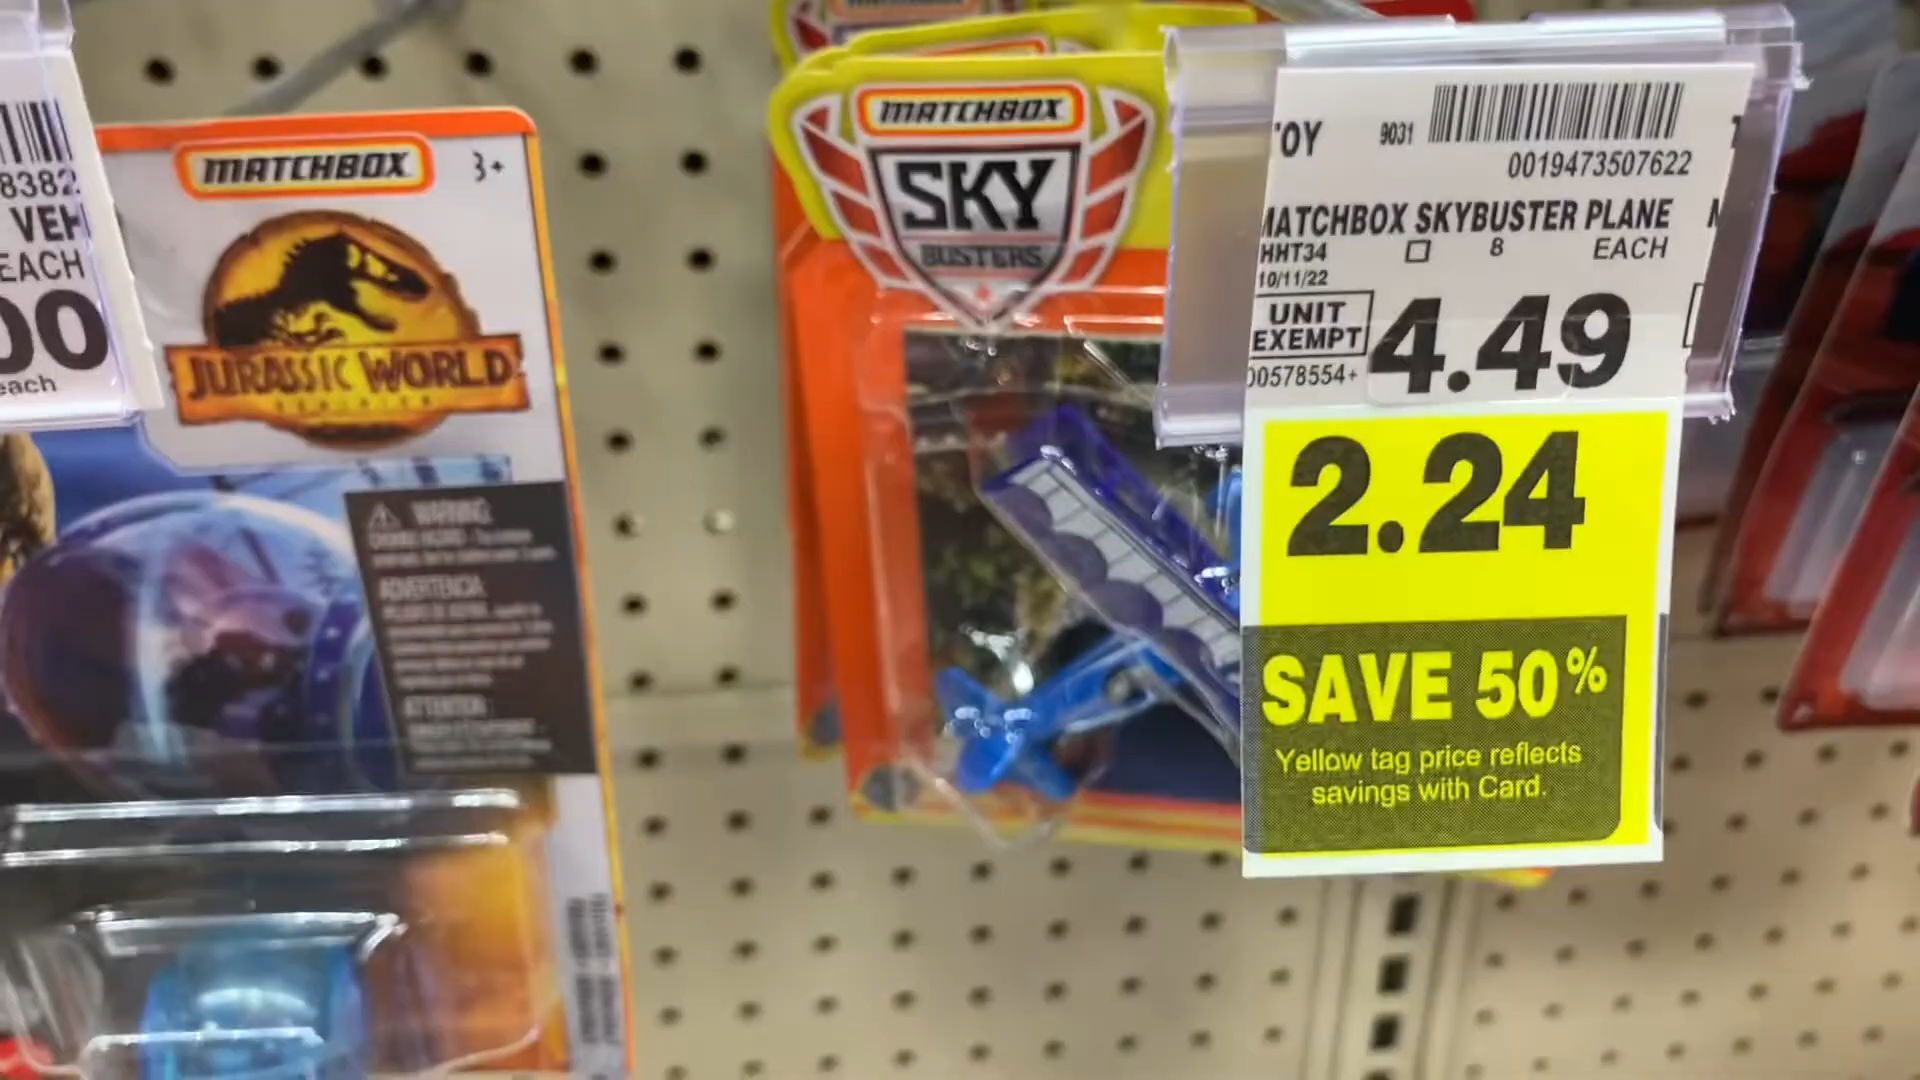 8382
VEH
EACH
00
each
MATCHBOX
3+
JURASSIC WORLD
WARNING:
ADVERTENCIA
ATTENTION
MATCHBOX
SKY
BUSTERS
TOY 9031
0019473507622
MATCHBOX SKYBUSTER PLANE
HHT34 8 EACH
10/11/22
UNIT
EXEMPT
4.49
00578554+
2.24
SAVE 50%
Yellow tag price reflects
savings with Card.